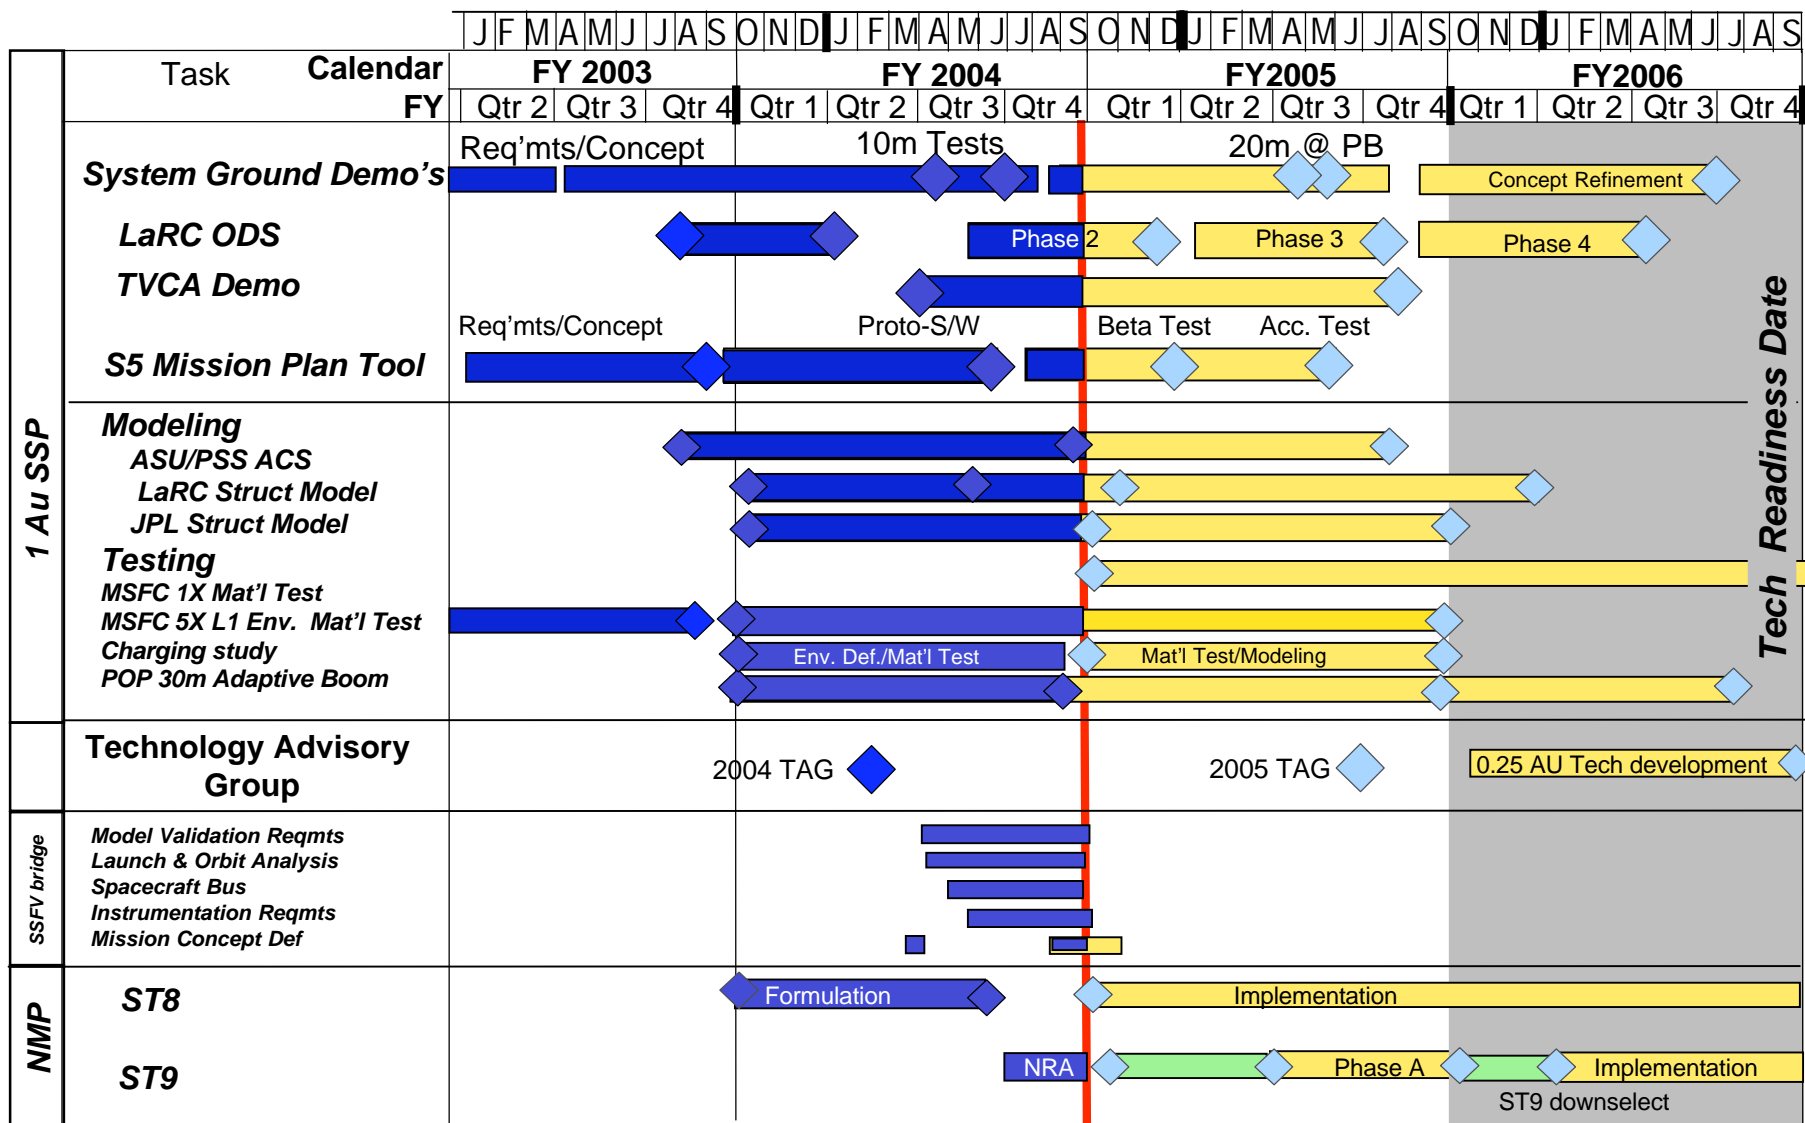 J F M A M J J A S O N D J F M A M J J A S O N D J F M A M J J A S O N D J F M A M J J A S
Task Calendar FY 2003 FY 2004 FY2005 FY2006
FY Qtr 2 Qtr 3 Qtr 4 Qtr 1 Qtr 2 Qtr 3 Qtr 4 Qtr 1 Qtr 2 Qtr 3 Qtr 4 Qtr 1 Qtr 2 Qtr 3 Qtr 4
1 Au SSP
Req'mts/Concept 10m Tests 20m @ PB
System Ground Demo's Concept Refinement
LaRC ODS Phase 2 Phase 3 Phase 4
TVCA Demo
Req'mts/Concept Proto-S/W Beta Test Acc. Test
S5 Mission Plan Tool
Tech Readiness Date
Modeling
ASU/PSS ACS
LaRC Struct Model
JPL Struct Model
Testing
MSFC 1X Mat'l Test
MSFC 5X L1 Env. Mat'l Test
Charging study Env. Def./Mat'l Test Mat'l Test/Modeling
POP 30m Adaptive Boom
Technology Advisory
Group
2004 TAG 2005 TAG 0.25 AU Tech development
SSFV bridge
Model Validation Reqmts
Launch & Orbit Analysis
Spacecraft Bus
Instrumentation Reqmts
Mission Concept Def
NMP
ST8 Formulation Implementation
ST9 NRA Phase A Implementation
ST9 downselect